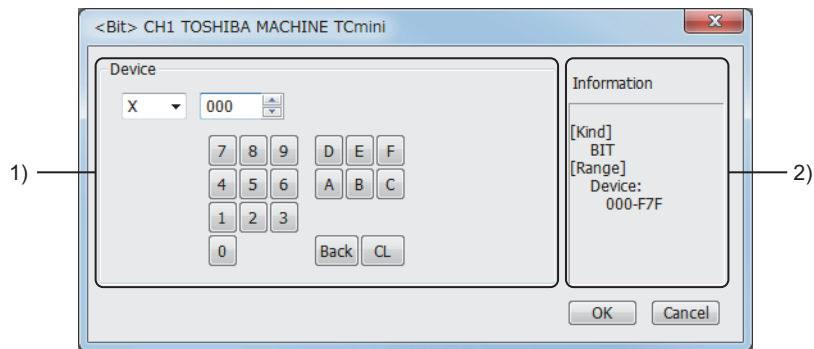 <Bit> CH1 TOSHIBA MACHINE TCmini
Device
X 000
7 8 9 D E F
4 5 6 A B C
1 2 3
0 Back CL
Information
[Kind]
BIT
[Range]
Device:
000-F7F
OK Cancel
1)
2)